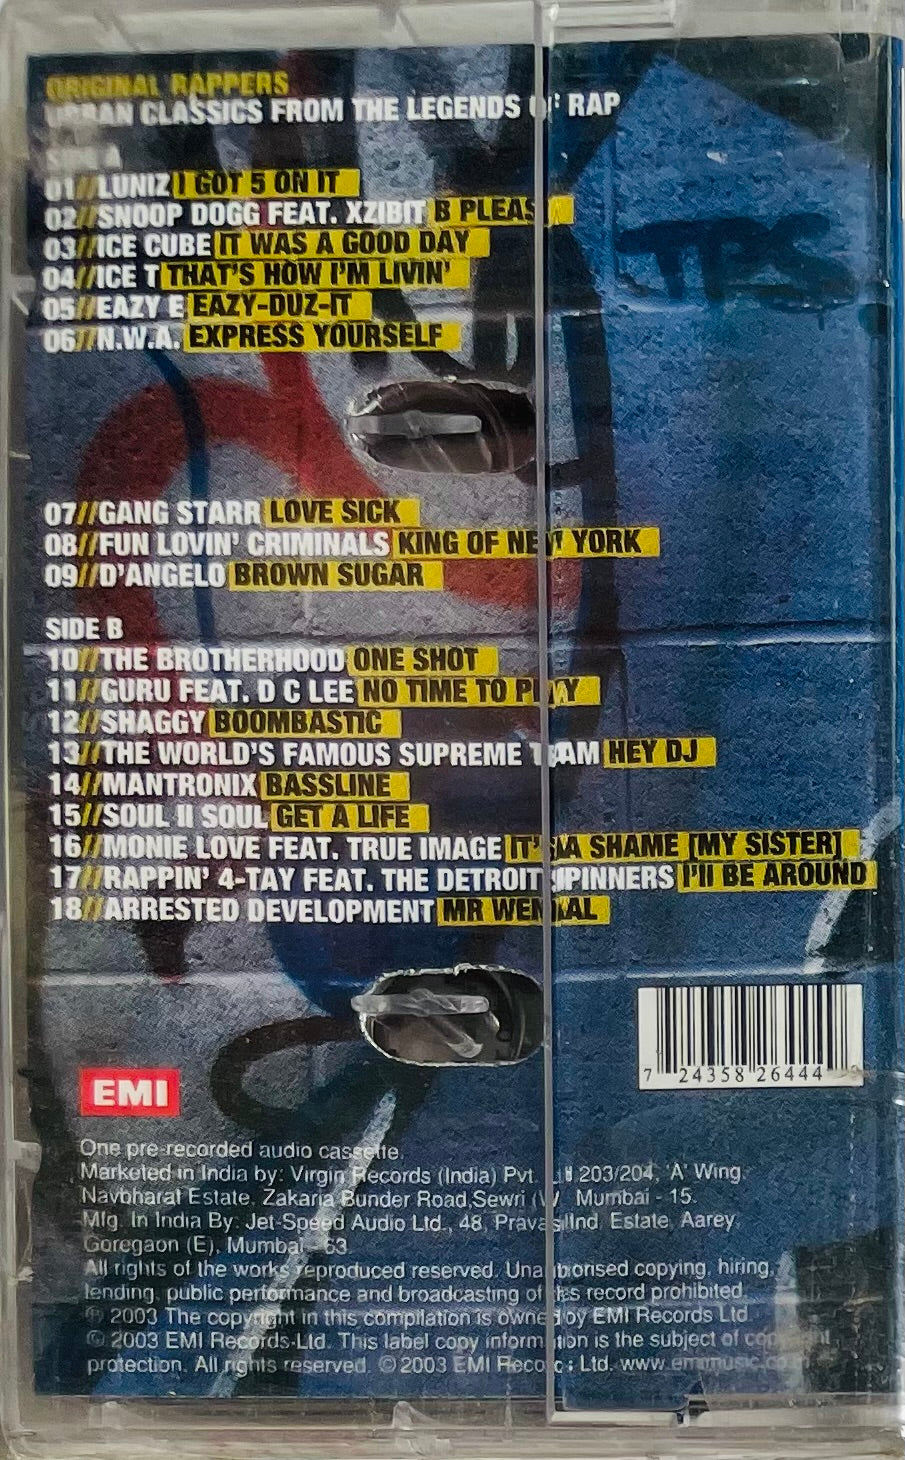 ORIGINAL RAPPERS
URBAN CLASSICS FROM THE LEGENDS OF RAP
SIDE A
01//LUNIZ I GOT 5 ON IT
02//SNOOP DOGG FEAT. XZIBIT B PLEAS
03//ICE CUBE IT WAS A GOOD DAY
04//ICE T THAT'S HOW I'M LIVIN'
05//EAZY E EAZY-DUZ-IT
06//N.W.A. EXPRESS YOURSELF
TPS
07//GANG STARR LOVE SICK
08//FUN LOVIN' CRIMINALS KING OF NEW YORK
09//D'ANGELO BROWN SUGAR
SIDE B
10//THE BROTHERHOOD ONE SHOT
11//GURU FEAT. D C LEE NO TIME TO PLAY
12//SHAGGY BOOMBASTIC
13//THE WORLD'S FAMOUS SUPREME TEAM HEY DJ
14//MANTRONIX BASSLINE
15//SOUL II SOUL GET A LIFE
16//MONIE LOVE FEAT. TRUE IMAGE IT'S A SHAME [MY SISTER]
17//RAPPIN' 4-TAY FEAT. THE DETROIT SPINNERS I'll BE AROUND
18//ARRESTED DEVELOPMENT MR WENDAL
7 24358 26444
EMI
One pre-recorded audio cassette.
Marketed in India by: Virgin Records (India) Pvt. 203/204, 'A' Wing,
Navbharat Estate, Zakaria Bunder Road,Sewri (W Mumbai - 15.
Mfg. In India By: Jet-Speed Audio Ltd., 48, Pravasi Ind. Estate, Aarey
Goregaon (E), Mumbai - 63
All rights of the works reproduced reserved. Unauthorised copying, hiring,
lending, public performance and broadcasting of this record prohibited.
℗ 2003 The copyright in this compilation is owned by EMI Records Ltd.
© 2003 EMI Records Ltd. This label copy information is the subject of copyright
protection. All rights reserved. © 2003 EMI Records Ltd. www.emimusic.co